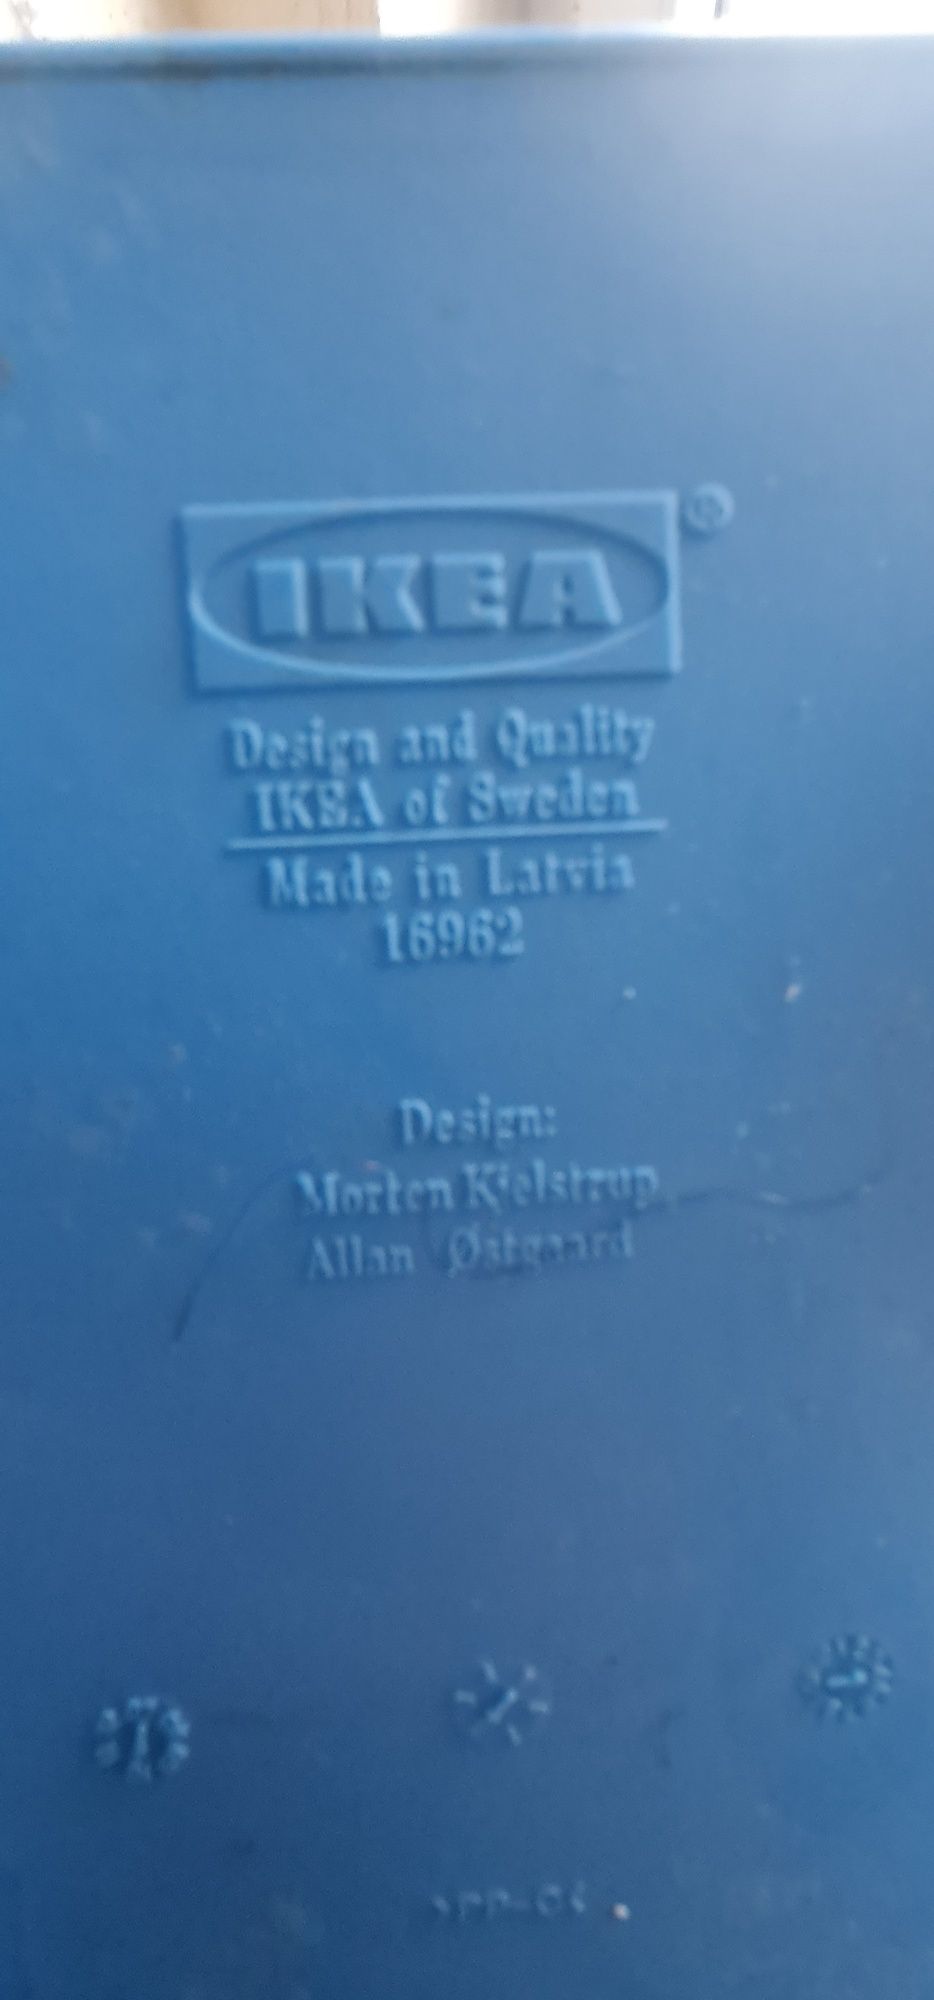 IKEA ®
Design and Quality
IKEA of Sweden
Made in Latvia
16962
Design:
Morten Kjelstrup
Allan Østgaard